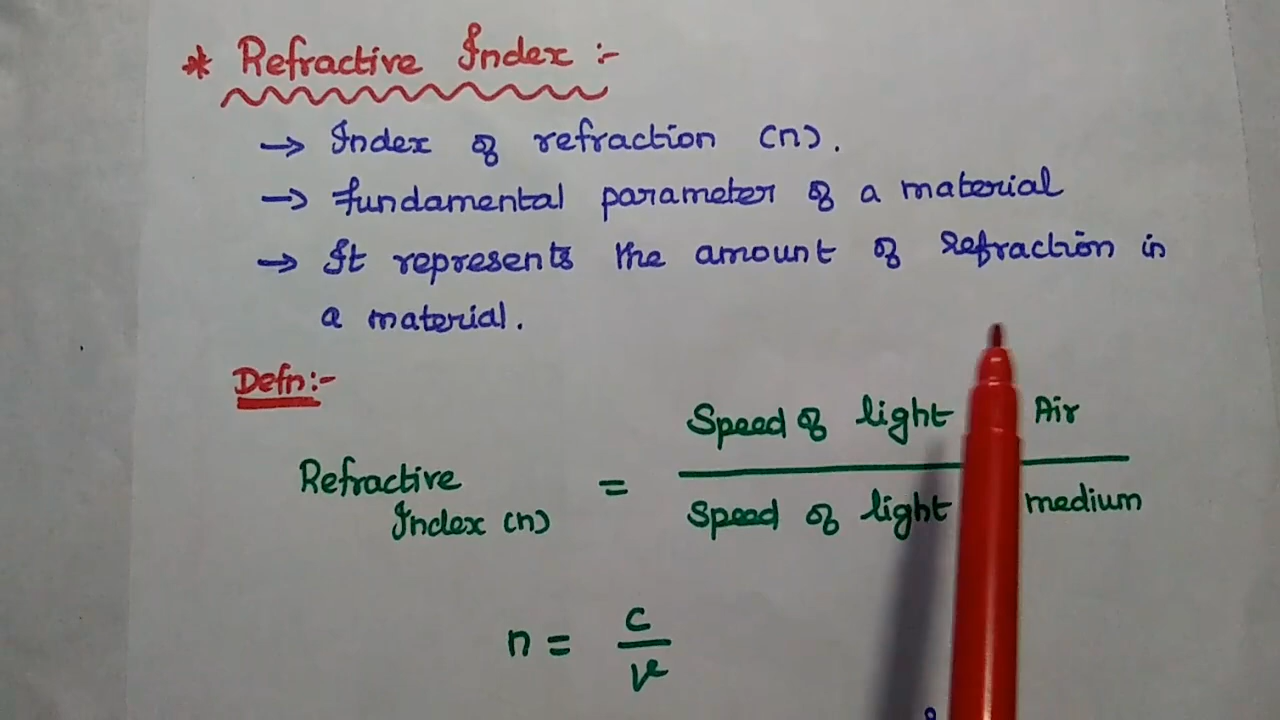 * Refractive Index :-
→ Index of refraction (n).
→ fundamental parameter of a material
→ It represents the amount of refraction in
a material.
Defn:-
Speed of light Air
Refractive =
Speed of light medium
Index (n)
n = c
v